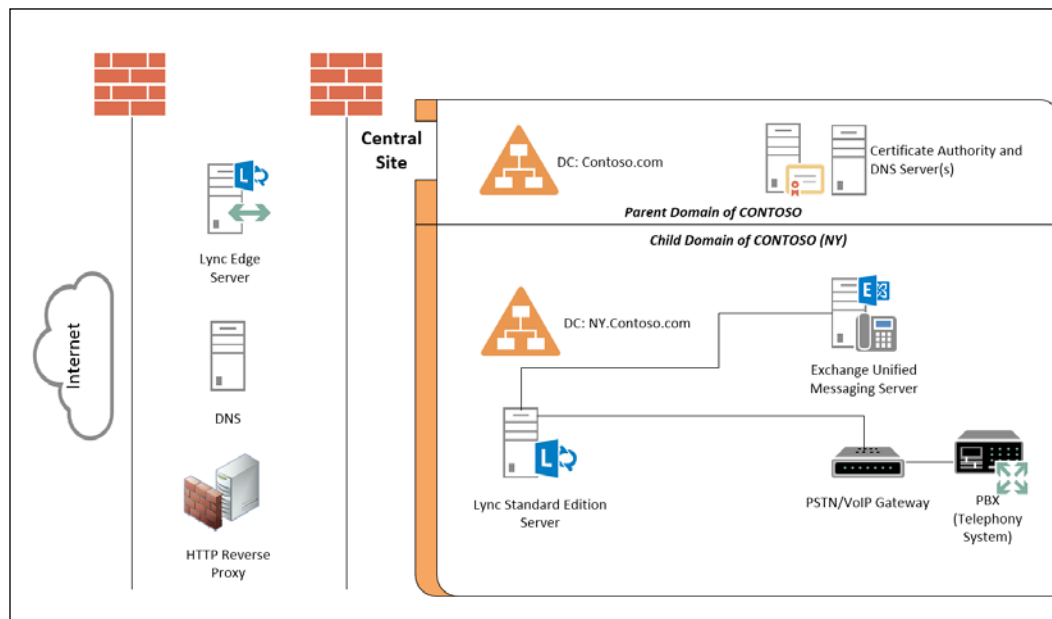 Internet
Lync Edge
Server
DNS
HTTP Reverse
Proxy
Central
Site
DC: Contoso.com
Certificate Authority and
DNS Server(s)
Parent Domain of CONTOSO
Child Domain of CONTOSO (NY)
DC: NY.Contoso.com
E
Exchange Unified
Messaging Server
L
L
Lync Standard Edition
Server
PSTN/VoIP Gateway
PBX
(Telephony
System)